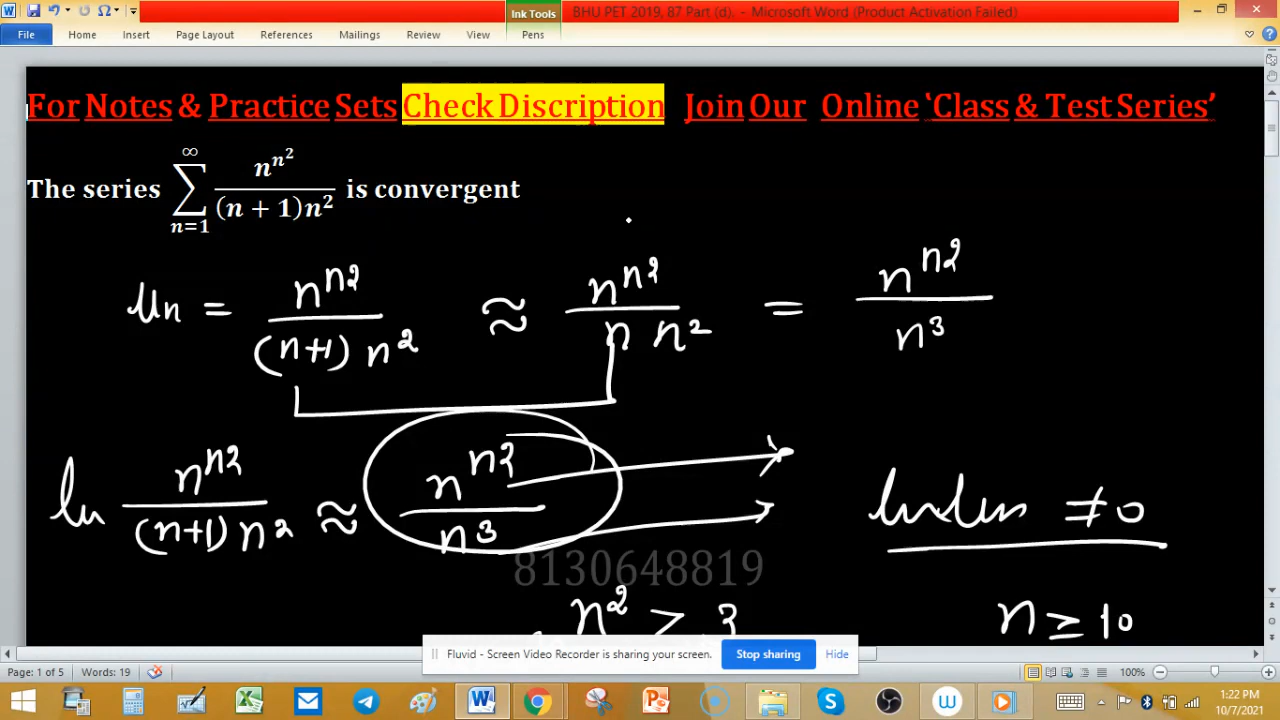 BHU PET 2019, 87 Part (d). - Microsoft Word (Product Activation Failed)
Ink Tools
File Home Insert Page Layout References Mailings Review View Pens
For Notes & Practice Sets Check Discription Join Our Online ‘Class & Test Series’
The series ∑_{n=1}^{∞} n^{n^2}/((n + 1)n^2) is convergent
Un = n^{n^2}/((n+1) n^2) ≈ n^{n^2}/(n n^2) = n^{n^2}/n^3
ln n^{n^2}/((n+1) n^2) ≈ n^{n^2}/n^3 ≠ 0
8130648819
n^2 > 3 n ≥ 10
Fluvid - Screen Video Recorder is sharing your screen. Stop sharing Hide
Page: 1 of 5 Words: 19 100%
1:22 PM
10/7/2021